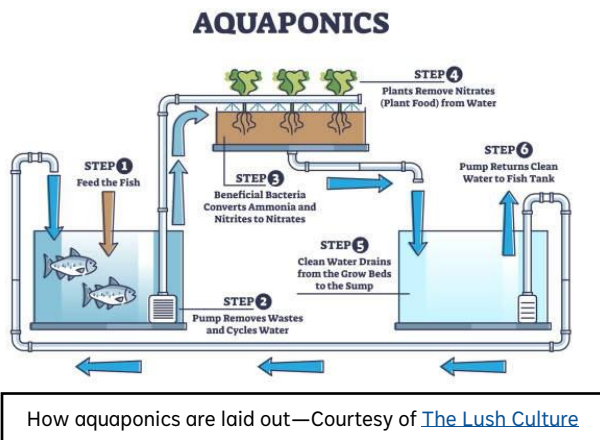 AQUAPONICS
STEP 1
Feed the Fish
STEP 2
Pump Removes Wastes
and Cycles Water
STEP 3
Beneficial Bacteria
Converts Ammonia and
Nitrites to Nitrates
STEP 4
Plants Remove Nitrates
(Plant Food) from Water
STEP 5
Clean Water Drains
from the Grow Beds
to the Sump
STEP 6
Pump Returns Clean
Water to Fish Tank
How aquaponics are laid out—Courtesy of The Lush Culture